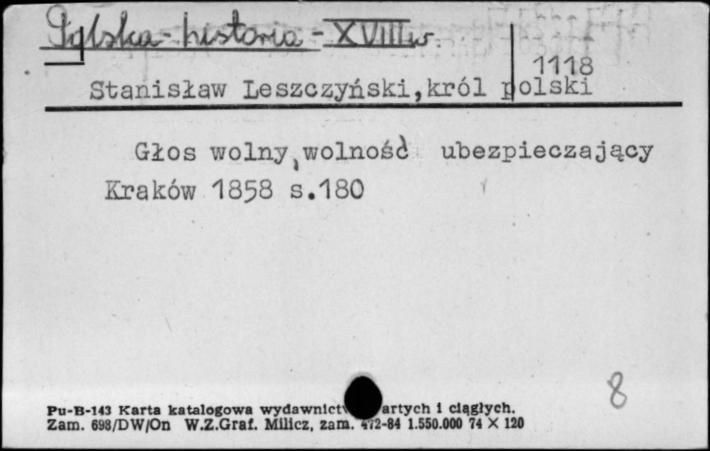 Polska - historia - XVIII w.
1118
Stanisław Leszczyński,król polski
Głos wolny,wolność ubezpieczający
Kraków 1858 s.180
8
Pu-B-143 Karta katalogowa wydawnictw artych i ciągłych.
Zam. 698/DW/On W.Z.Graf. Milicz, zam. 472-84 1.550.000 74 X 120